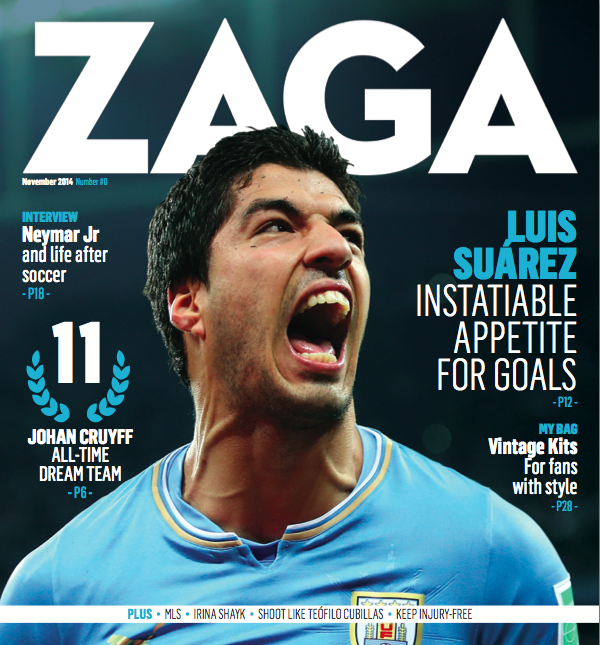 ZAGA
November 2014 Number #0
INTERVIEW
Neymar Jr
and life after
soccer
- P18 -
11
JOHAN CRUYFF
ALL-TIME
DREAM TEAM
- P6 -
LUIS
SUÁREZ
INSTATIABLE
APPETITE
FOR GOALS
- P12 -
MY BAG
Vintage Kits
For fans
with style
- P28 -
PLUS • MLS • IRINA SHAYK • SHOOT LIKE TEÓFILO CUBILLAS • KEEP INJURY-FREE